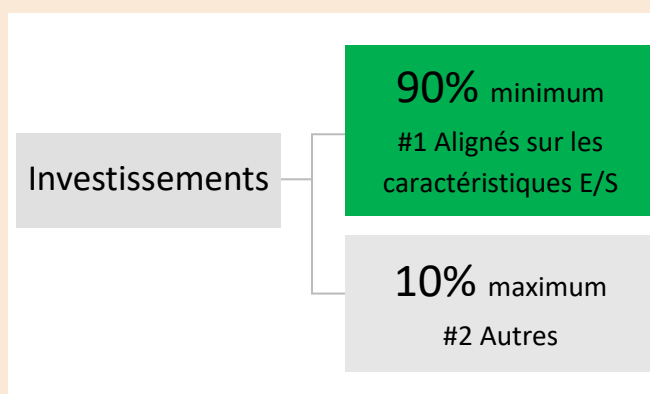 90% minimum
#1 Alignés sur les
caractéristiques E/S
Investissements
10% maximum
#2 Autres